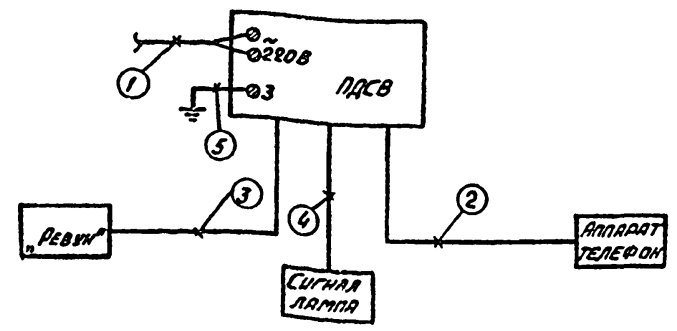 ~
220В
1
З
ПДСВ
5
3
4
2
„Ревун"
Аппарат
телефон
Сигнал
лампа